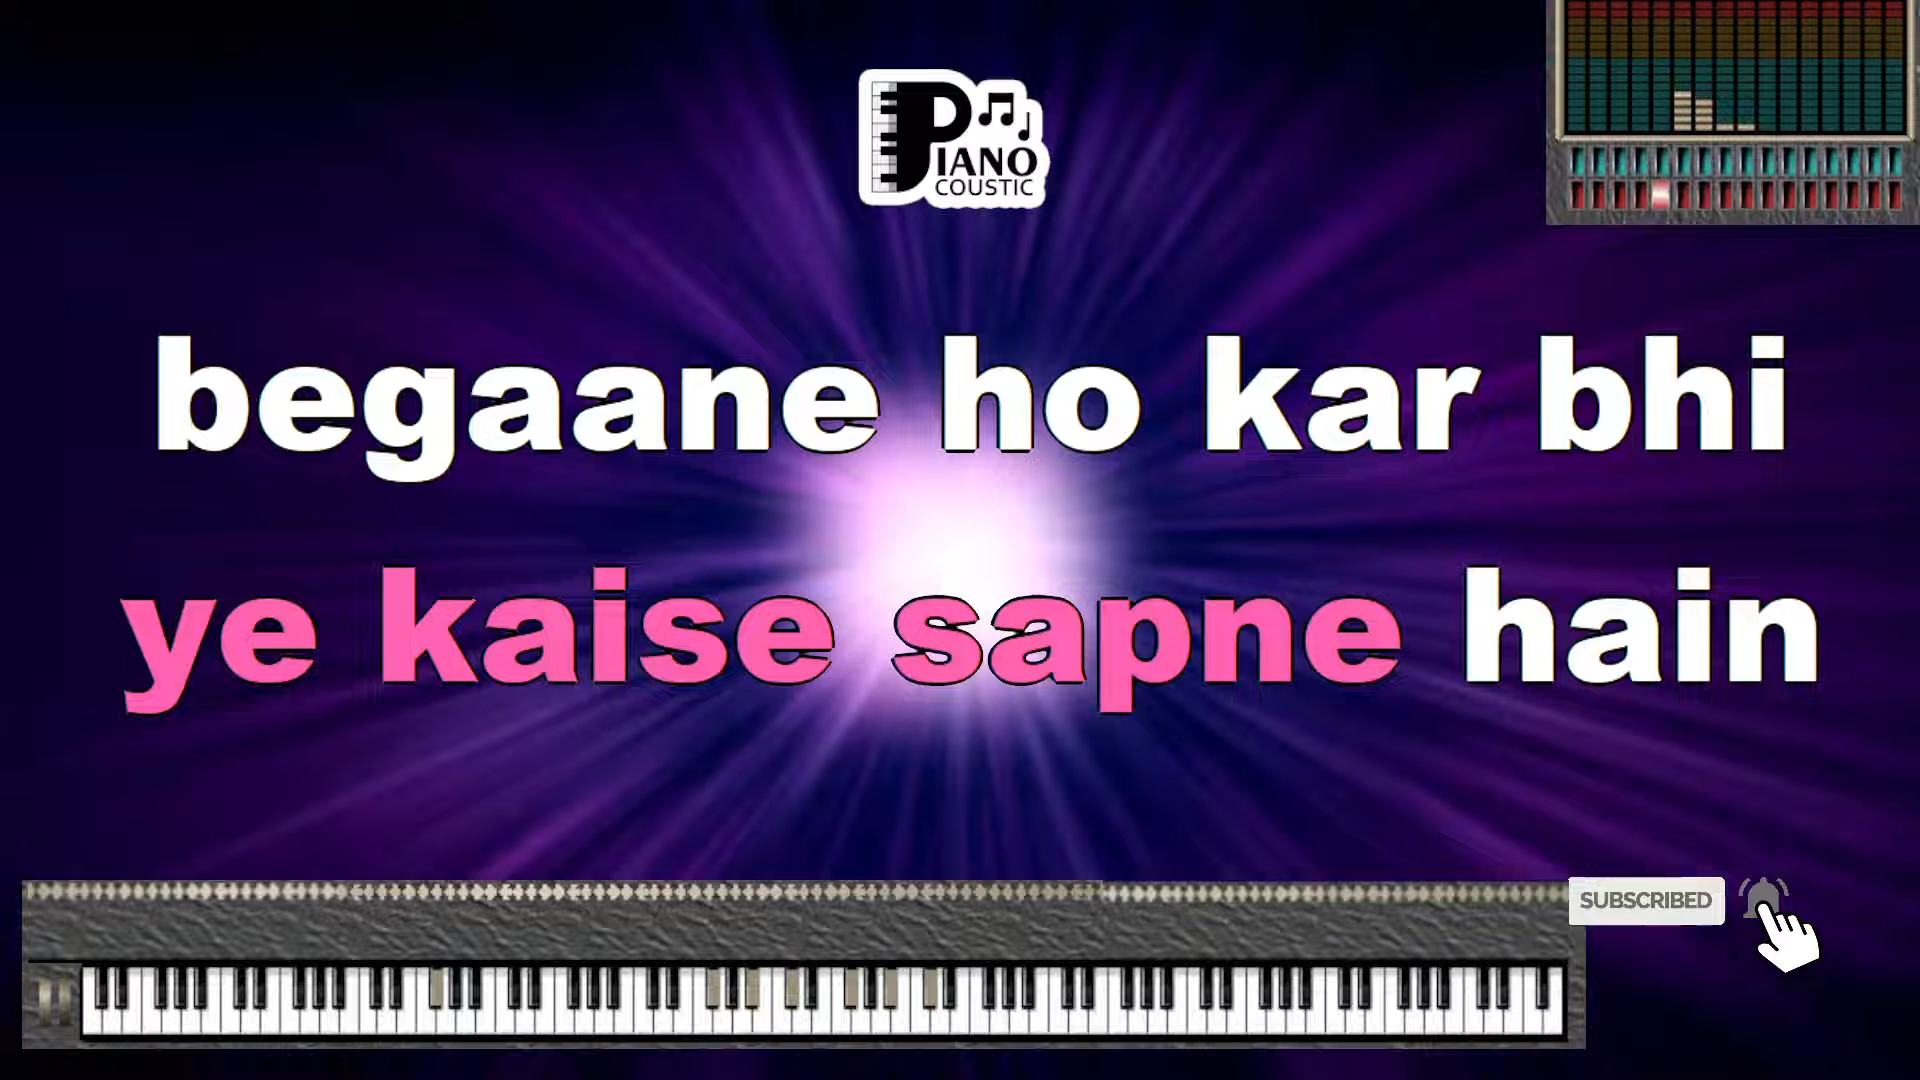 PIANO
COUSTIC
begaane ho kar bhi
ye kaise sapne hain
SUBSCRIBED